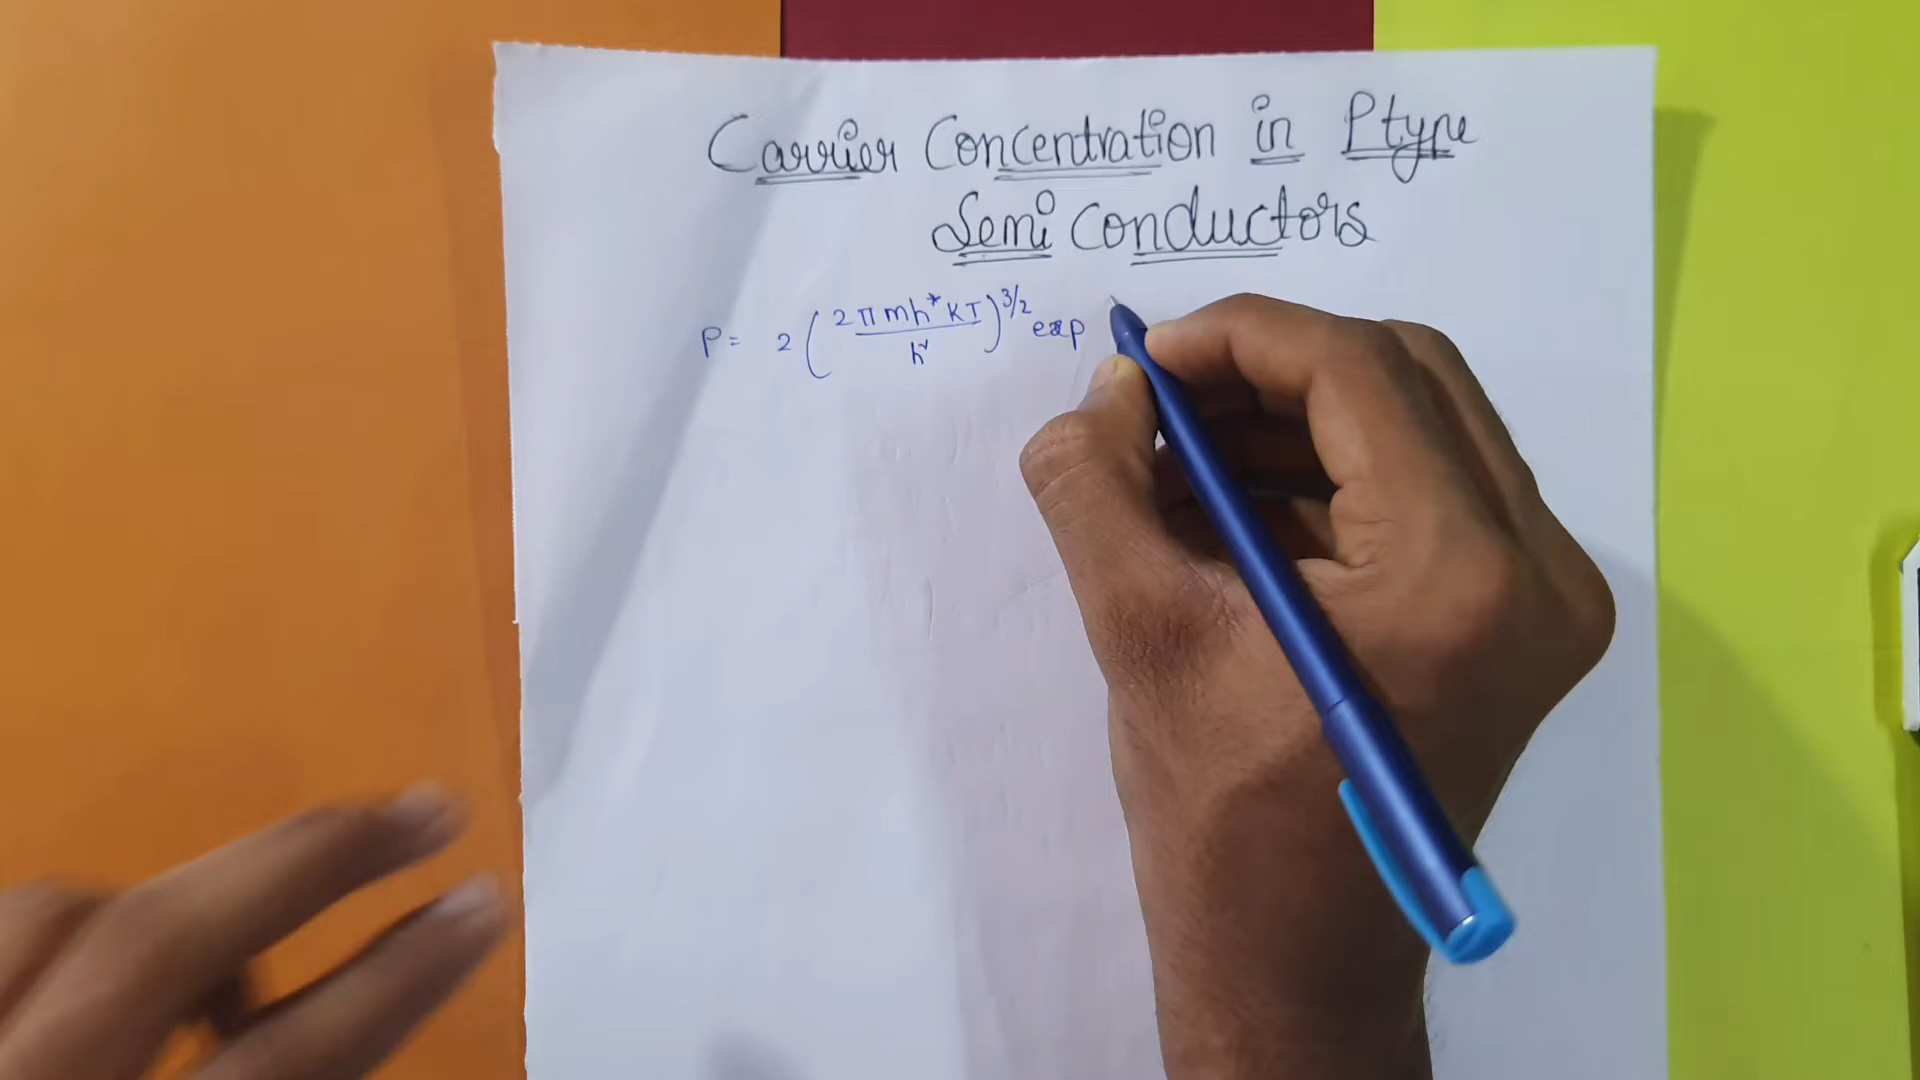 Carrier Concentration in P type
Semi Conductors
P = 2 (2πmh*KT/h²)^3/2 exp